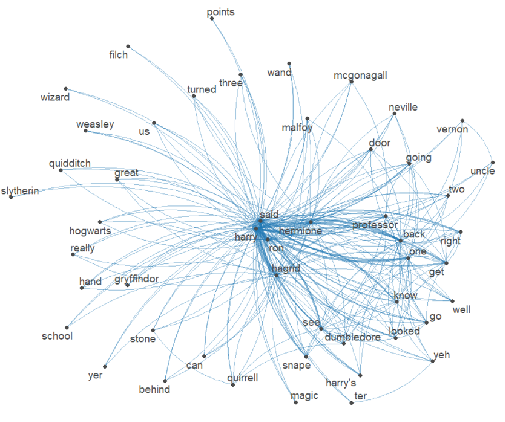 points
filch
three
wand
mcgonagall
wizard
turned
neville
weasley
us
malfoy
door
vernon
quidditch
great
going
uncle
slytherin
two
said
hogwarts
harry
hermione
professor
back
right
really
ron
one
hand
gryffindor
hagrid
get
know
well
school
stone
see
dumbledore
looked
go
yer
can
snape
yeh
behind
quirrell
harry's
magic
ter